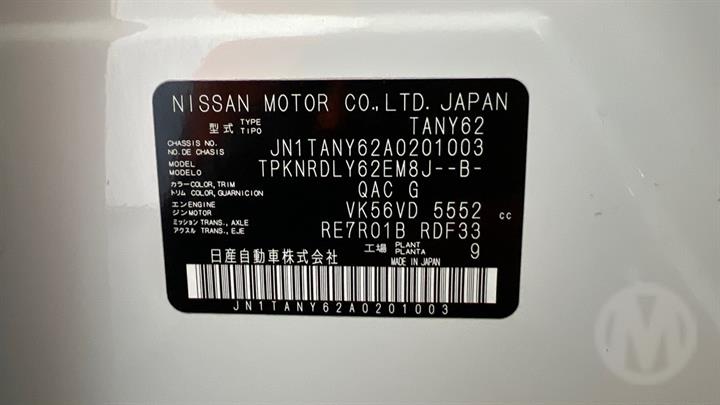 NISSAN MOTOR CO.,LTD. JAPAN
型式 TYPE TIPO TANY62
CHASSIS NO. NO. DE CHASSIS JN1TANY62A0201003
MODEL MODELO TPKNRDLY62EM8J--B-
カラー COLOR, TRIM トリム COLOR, GUARNICION QAC G
エンジン ENGINE MOTOR VK56VD 5552 cc
ミッション TRANS., AXLE アクスル TRANS., EJE RE7R01B RDF33
工場 PLANT PLANTA 9
日産自動車株式会社 MADE IN JAPAN
JN1TANY62A0201003
M